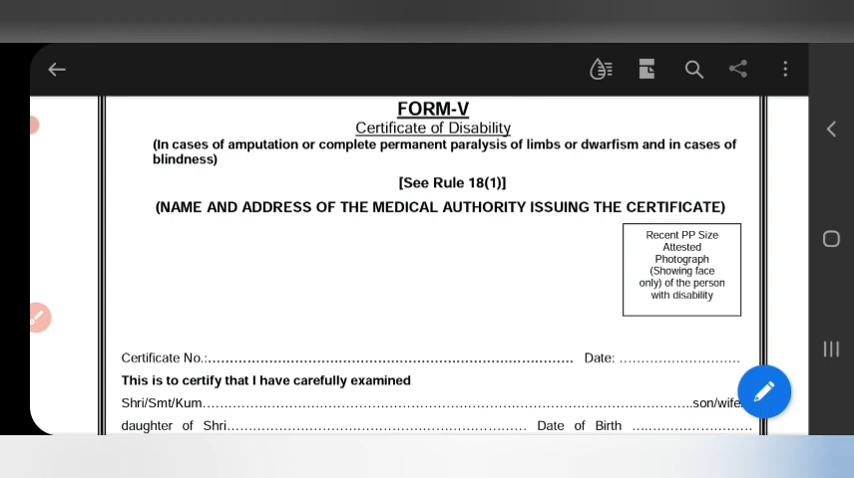 FORM-V
Certificate of Disability
(In cases of amputation or complete permanent paralysis of limbs or dwarfism and in cases of
blindness)
[See Rule 18(1)]
(NAME AND ADDRESS OF THE MEDICAL AUTHORITY ISSUING THE CERTIFICATE)
Recent PP Size
Attested
Photograph
(Showing face
only) of the person
with disability
Certificate No.:.................................................................. Date: ...........................
This is to certify that I have carefully examined
Shri/Smt/Kum........................................................................................son/wife
daughter of Shri...................................................... Date of Birth ...........................